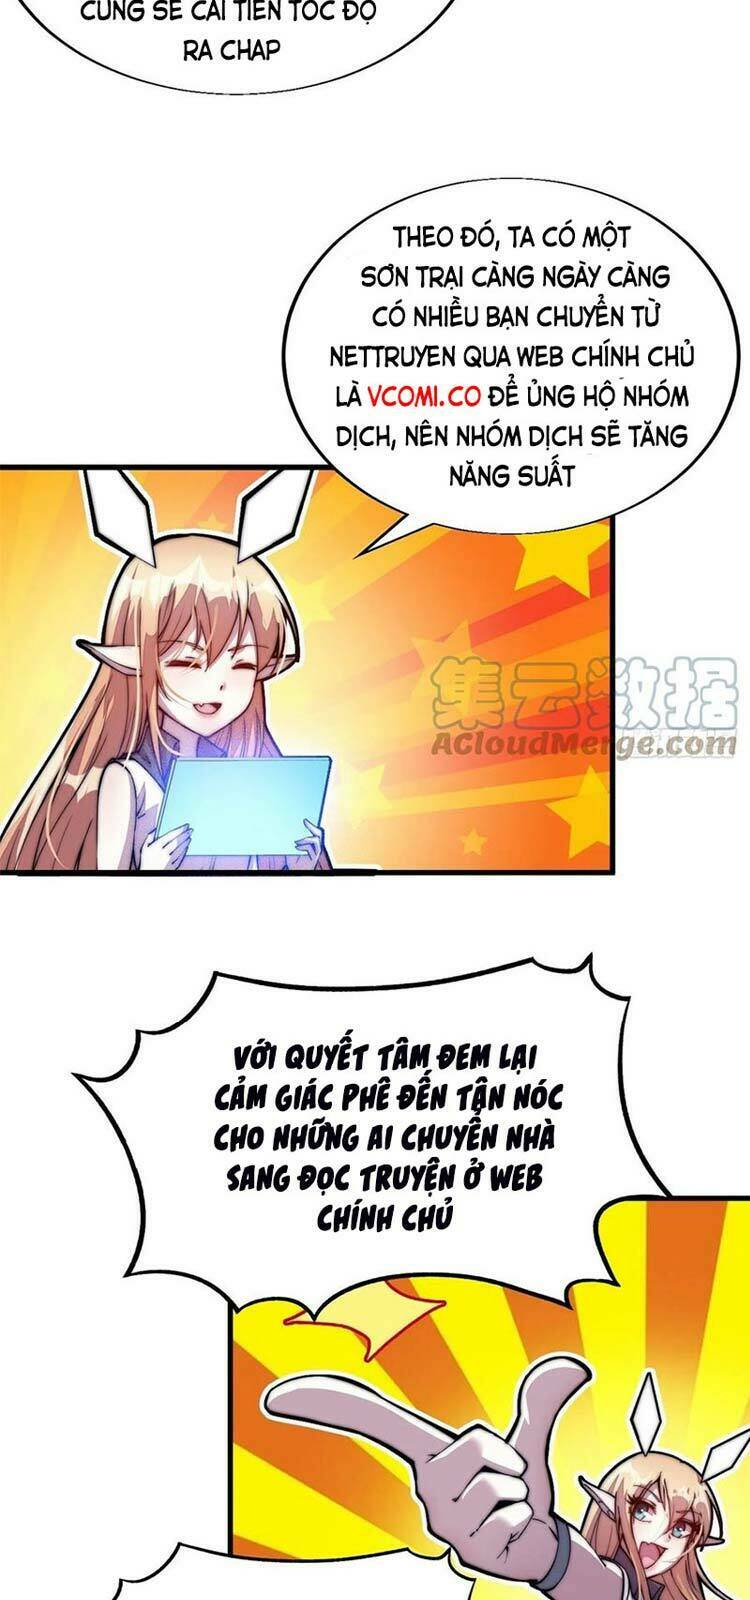 CŨNG SẼ CẢI TIẾN TỐC ĐỘ
RA CHAP
THEO ĐÓ, TA CÓ MỘT
SƠN TRẠI CÀNG NGÀY CÀNG
CÓ NHIỀU BẠN CHUYỂN TỪ
NETTRUYEN QUA WEB CHÍNH CHỦ
LÀ VCOMI.CO ĐỂ ỦNG HỘ NHÓM
DỊCH, NÊN NHÓM DỊCH SẼ TĂNG
NĂNG SUẤT
集云数据
ACloudMerge.com
VỚI QUYẾT TÂM ĐEM LẠI
CẢM GIÁC PHÊ ĐẾN TẬN NÓC
CHO NHỮNG AI CHUYỂN NHÀ
SANG ĐỌC TRUYỆN Ở WEB
CHÍNH CHỦ